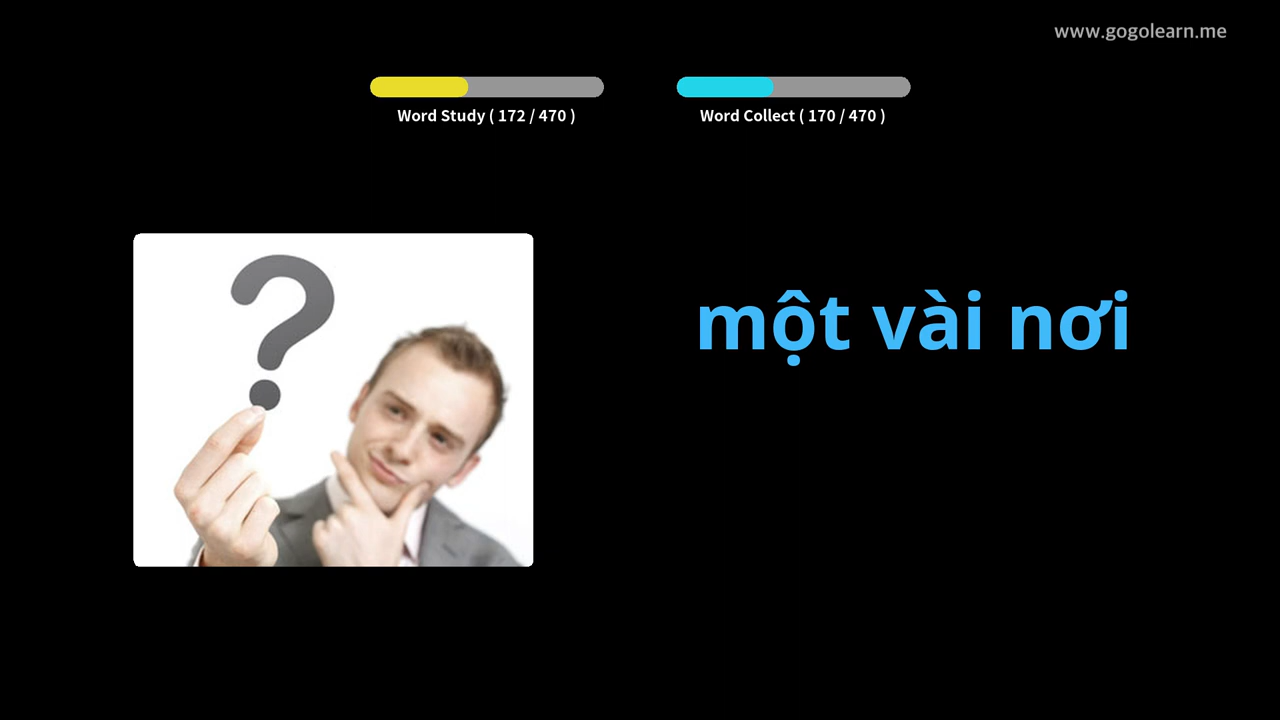 www.gogolearn.me
Word Study ( 172 / 470 )
Word Collect ( 170 / 470 )
?
một vài nơi